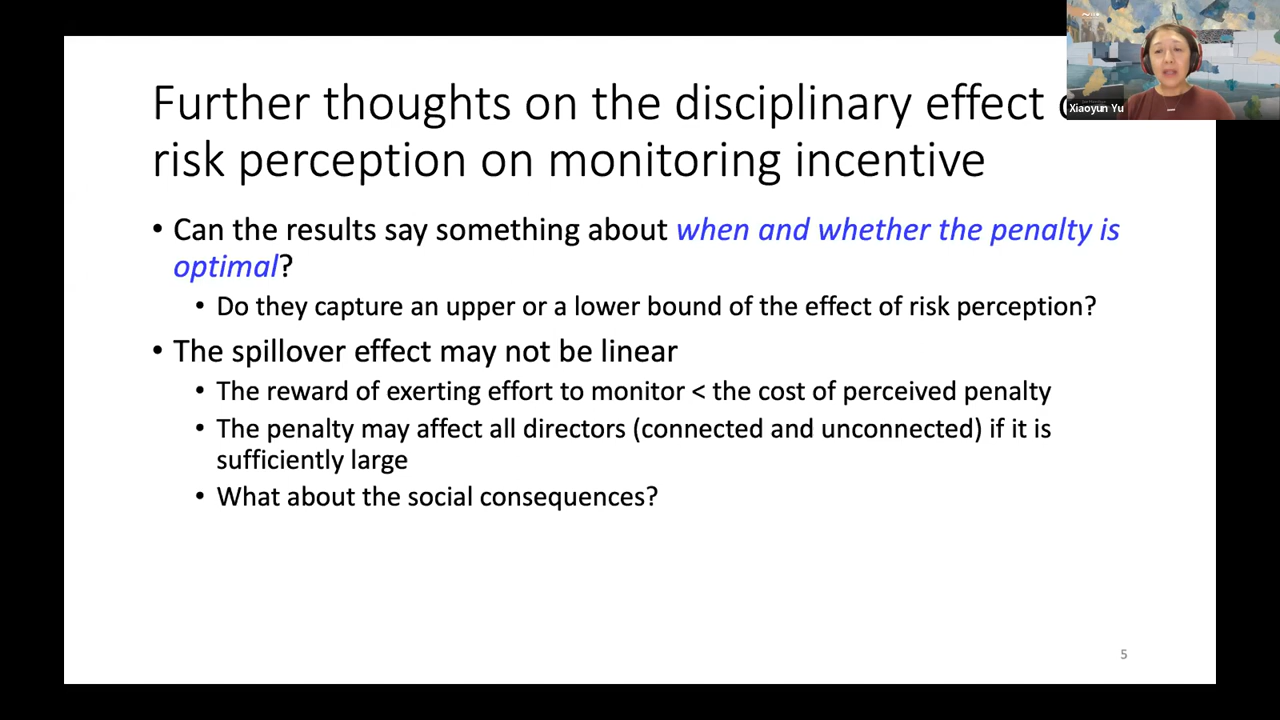 Further thoughts on the disciplinary effect
risk perception on monitoring incentive
Xiaoyun Yu
• Can the results say something about when and whether the penalty is
optimal?
• Do they capture an upper or a lower bound of the effect of risk perception?
• The spillover effect may not be linear
• The reward of exerting effort to monitor < the cost of perceived penalty
• The penalty may affect all directors (connected and unconnected) if it is
sufficiently large
• What about the social consequences?
5